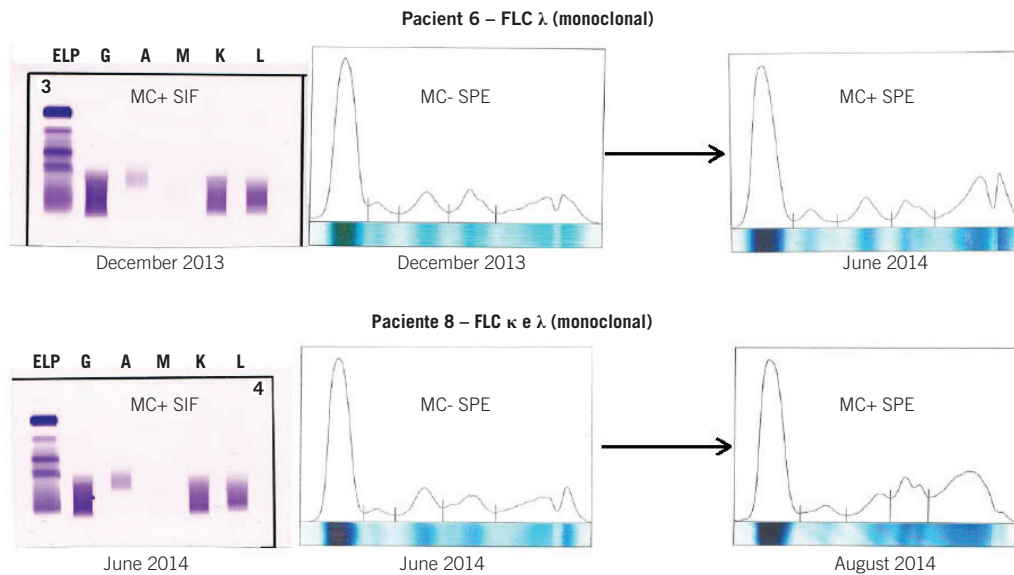 Pacient 6 – FLC λ (monoclonal)
ELP G A M K L
3
MC+ SIF
MC- SPE
MC+ SPE
December 2013
December 2013
June 2014
Paciente 8 – FLC κ e λ (monoclonal)
ELP G A M K L
4
MC+ SIF
MC- SPE
MC+ SPE
June 2014
June 2014
August 2014